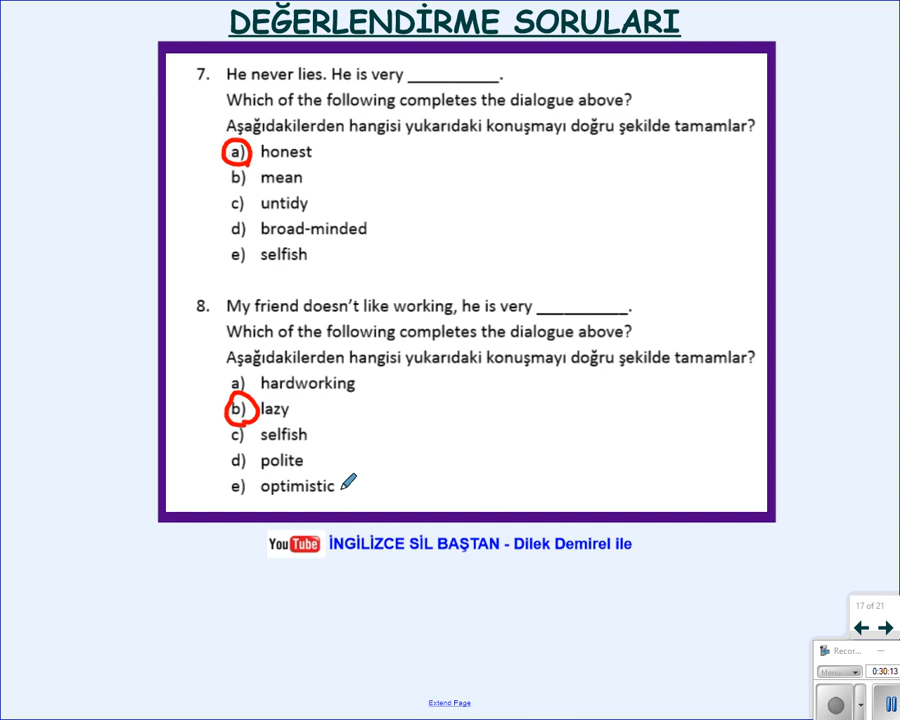 DEĞERLENDİRME SORULARI
7. He never lies. He is very __________.
Which of the following completes the dialogue above?
Aşağıdakilerden hangisi yukarıdaki konuşmayı doğru şekilde tamamlar?
a) honest
b) mean
c) untidy
d) broad-minded
e) selfish
8. My friend doesn't like working, he is very __________.
Which of the following completes the dialogue above?
Aşağıdakilerden hangisi yukarıdaki konuşmayı doğru şekilde tamamlar?
a) hardworking
b) lazy
c) selfish
d) polite
e) optimistic
YouTube İNGİLİZCE SİL BAŞTAN - Dilek Demirel ile
17 of 21
Recor...
Menu
0:30:13
Extend Page